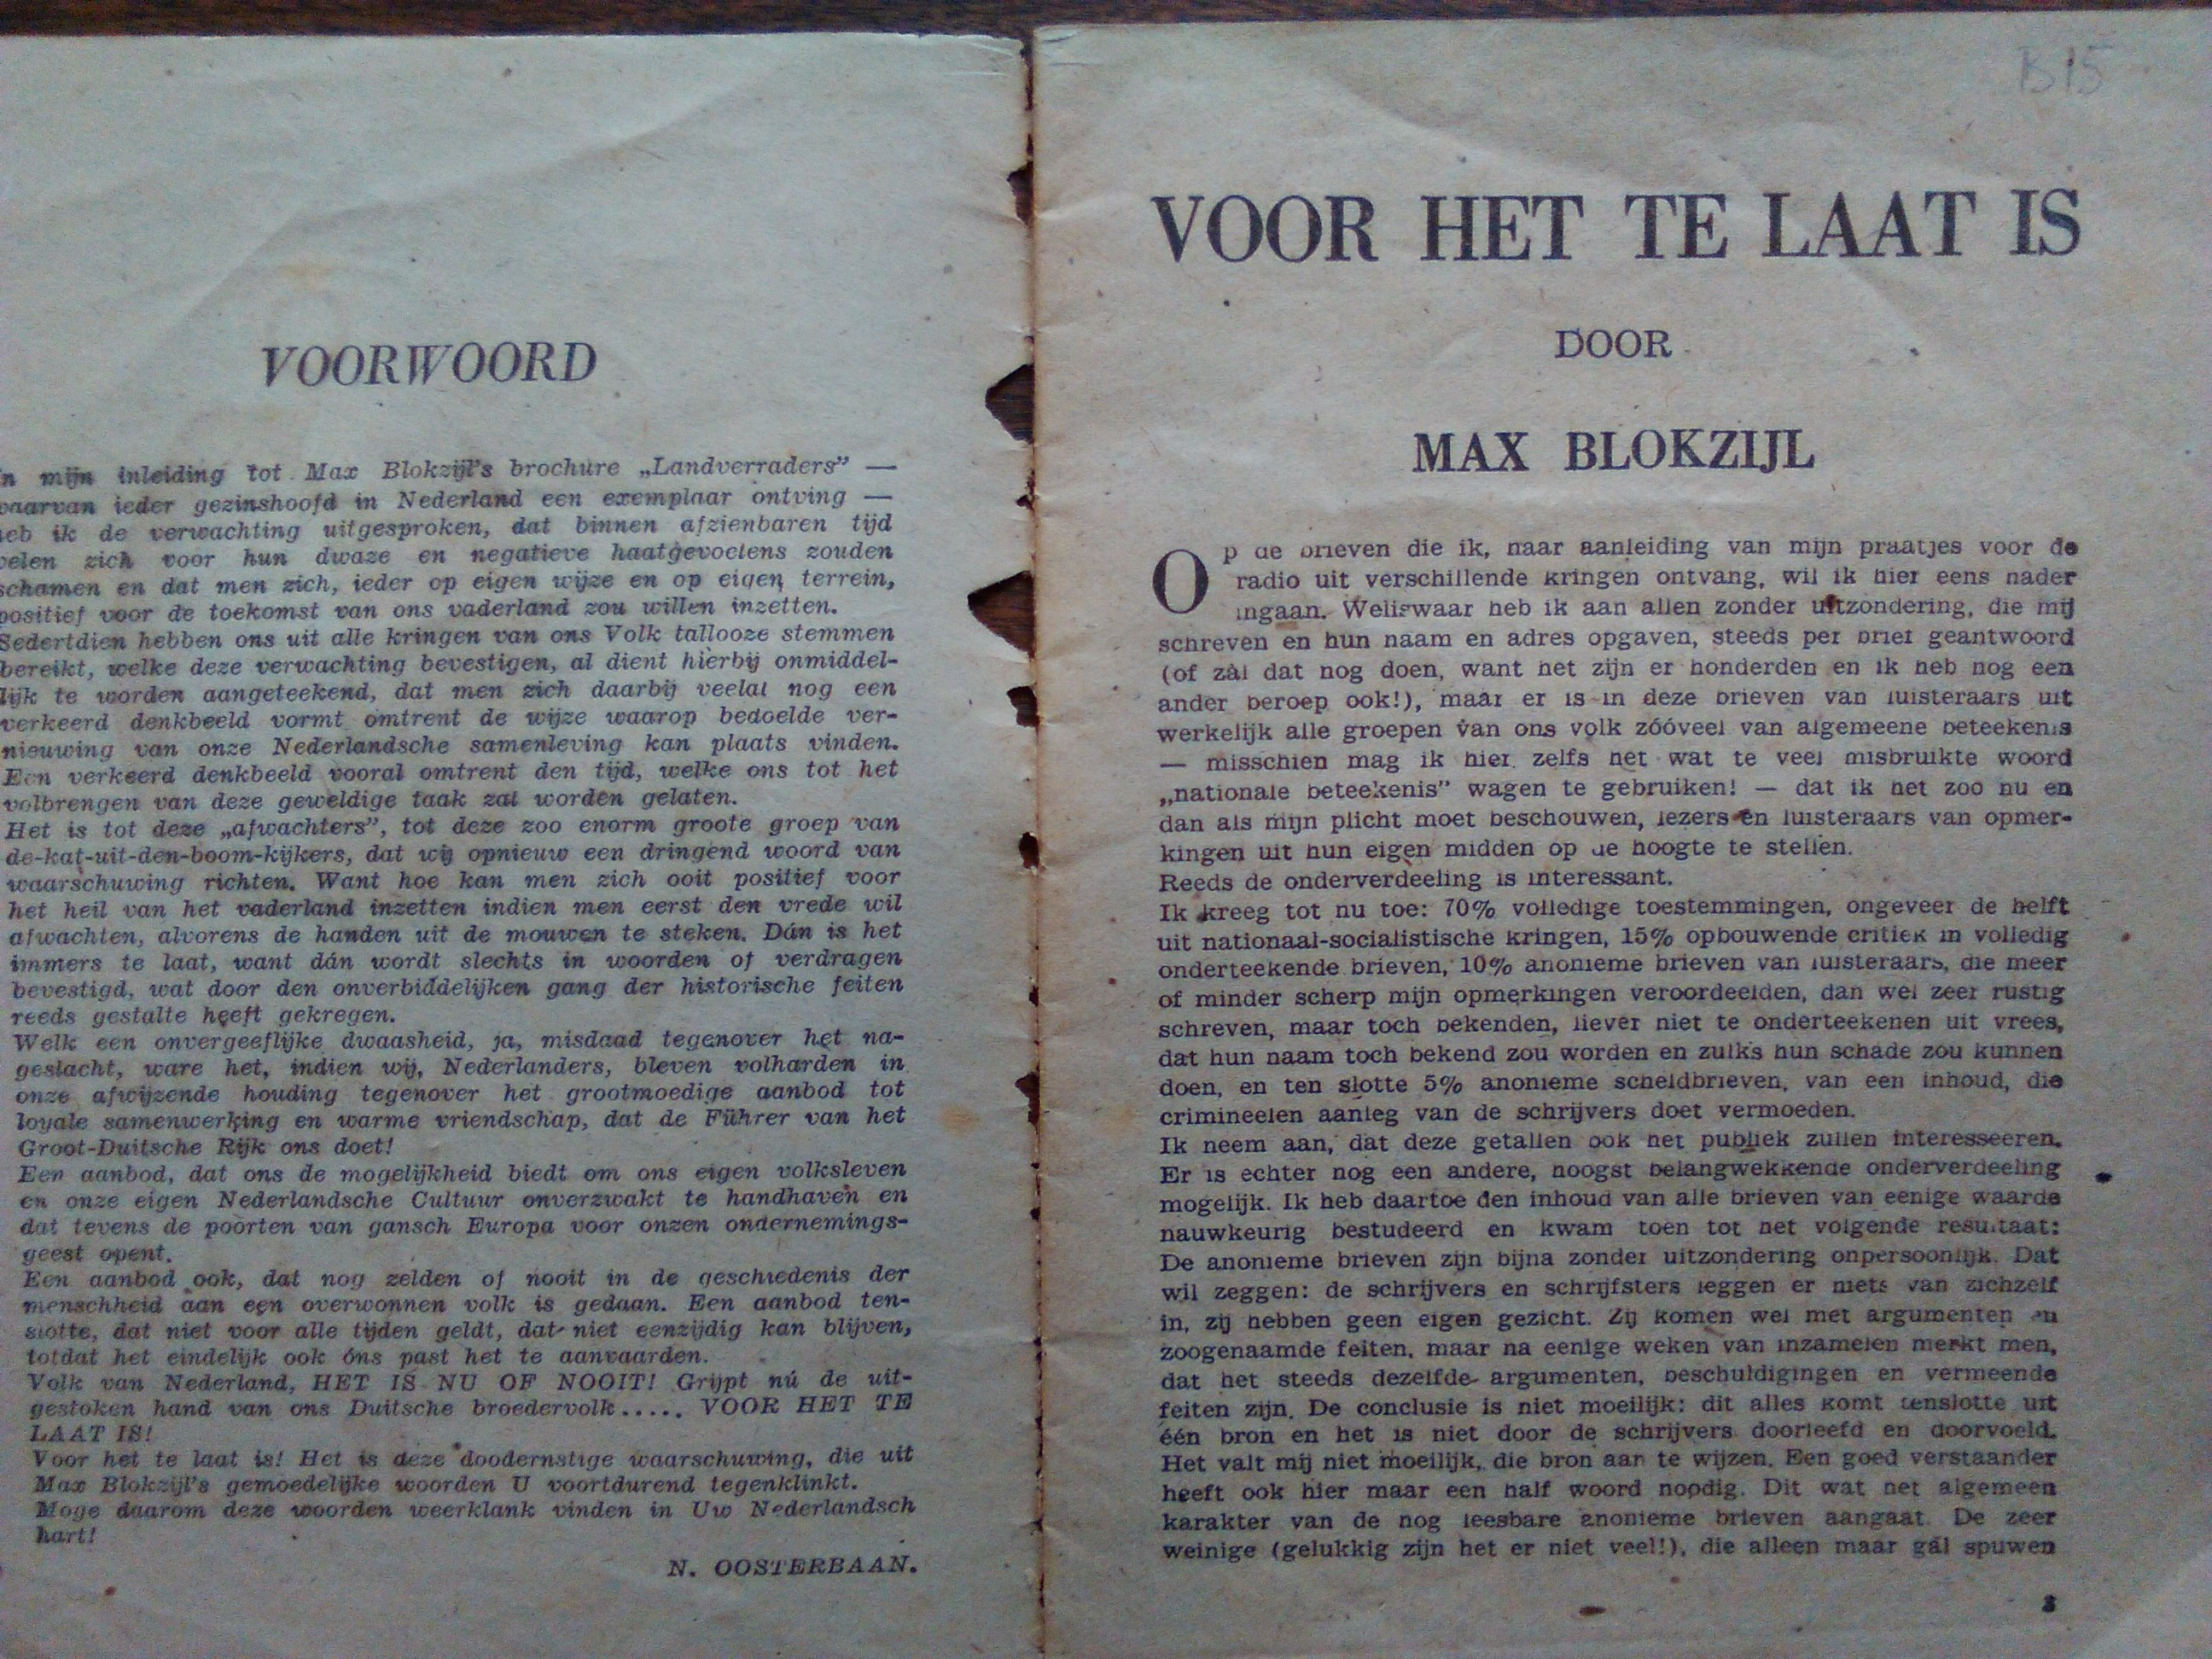 VOORWOORD
mijn inleiding tot Max Blokzijl's brochure „Landverraders” —
ieder gezinshoofd in Nederland een exemplaar ontving —
ik de verwachting uitgesproken, dat binnen afzienbaren tijd
zich voor hun dwaze en negatieve haatgevoelens zouden
schamen en dat men zich, ieder op eigen wijze en op eigen terrein,
positief voor de toekomst van ons vaderland zou willen inzetten.
Sedertdien hebben ons uit alle kringen van ons Volk tallooze stemmen
bereikt, welke deze verwachting bevestigen, al dient hierbij onmiddel-
lijk te worden aangeteekend, dat men zich daarbij veelal nog een
verkeerd denkbeeld vormt omtrent de wijze waarop bedoelde ver-
nieuwing van onze Nederlandsche samenleving kan plaats vinden.
Een verkeerd denkbeeld vooral omtrent den tijd, welke ons tot het
volbrengen van deze geweldige taak zal worden gelaten.
Het is tot deze „afwachters”, tot deze zoo enorm groote groep van
de-kat-uit-den-boom-kijkers, dat wij opnieuw een dringend woord van
waarschuwing richten. Want hoe kan men zich ooit positief voor
het heil van het vaderland inzetten indien men eerst den vrede wil
afwachten, alvorens de handen uit de mouwen te steken. Dán is het
immers te laat, want dán wordt slechts in woorden of verdragen
bevestigd, wat door den onverbiddelijken gang der historische feiten
reeds gestalte heeft gekregen.
Welk een onvergeeflijke dwaasheid, ja, misdaad tegenover het na-
geslacht, ware het, indien wij, Nederlanders, bleven volharden in
onze afwijzende houding tegenover het grootmoedige aanbod tot
loyale samenwerking en warme vriendschap, dat de Führer van het
Groot-Duitsche Rijk ons doet!
Een aanbod, dat ons de mogelijkheid biedt om ons eigen volksleven
en onze eigen Nederlandsche Cultuur onverzwakt te handhaven en
dat tevens de poorten van gansch Europa voor onzen ondernemings-
geest opent.
Een aanbod ook, dat nog zelden of nooit in de geschiedenis der
menschheid aan een overwonnen volk is gedaan. Een aanbod ten-
slotte, dat niet voor alle tijden geldt, dat niet eenzijdig kan blijven,
totdat het eindelijk ook óns past het te aanvaarden.
Volk van Nederland, HET IS NU OF NOOIT! Grijpt nú de uit-
gestoken hand van ons Duitsche broedervolk ..... VOOR HET TE
LAAT IS!
Voor het te laat is! Het is deze doodernstige waarschuwing, die uit
Max Blokzijl's gemoedelijke woorden U voortdurend tegenklinkt.
Moge daarom deze woorden weerklank vinden in Uw Nederlandsch
hart!
N. OOSTERBAAN.
B15
VOOR HET TE LAAT IS
DOOR
MAX BLOKZIJL
Op de brieven die ik, naar aanleiding van mijn praatjes voor de
radio uit verschillende kringen ontvang, wil ik hier eens nader
ingaan. Weliswaar heb ik aan allen zonder uitzondering, die mij
schreven en hun naam en adres opgaven, steeds per brief geantwoord
(of zàl dat nog doen, want het zijn er honderden en ik heb nog een
ander beroep ook!), maar er is in deze brieven van luisteraars uit
werkelijk alle groepen van ons volk zóóveel van algemeene beteekenis
— misschien mag ik hier zelfs het wat te veel misbruikte woord
„nationale beteekenis” wagen te gebruiken! — dat ik het zoo nu en
dan als mijn plicht moet beschouwen, lezers en luisteraars van opmer-
kingen uit hun eigen midden op de hoogte te stellen.
Reeds de onderverdeeling is interessant.
Ik kreeg tot nu toe: 70% volledige toestemmingen, ongeveer de helft
uit nationaal-socialistische kringen, 15% opbouwende critiek in volledig
onderteekende brieven, 10% anonieme brieven van luisteraars, die meer
of minder scherp mijn opmerkingen veroordeelden, dan wel zeer rustig
schreven, maar toch bekenden, liever niet te onderteekenen uit vrees,
dat hun naam toch bekend zou worden en zulks hun schade zou kunnen
doen, en ten slotte 5% anonieme scheldbrieven, van een inhoud, die
crimineelen aanleg van de schrijvers doet vermoeden.
Ik neem aan, dat deze getallen ook het publiek zullen interesseeren.
Er is echter nog een andere, hoogst belangwekkende onderverdeeling
mogelijk. Ik heb daartoe den inhoud van alle brieven van eenige waarde
nauwkeurig bestudeerd en kwam toen tot het volgende resultaat:
De anonieme brieven zijn bijna zonder uitzondering onpersoonlijk. Dat
wil zeggen: de schrijvers en schrijfsters leggen er niets van zichzelf
in, zij hebben geen eigen gezicht. Zij komen wel met argumenten en
zoogenaamde feiten, maar na eenige weken van inzamelen merkt men,
dat het steeds dezelfde argumenten, beschuldigingen en vermeende
feiten zijn. De conclusie is niet moeilijk: dit alles komt tenslotte uit
één bron en het is niet door de schrijvers doorleefd en doorvoeld.
Het valt mij niet moeilijk, die bron aan te wijzen. Een goed verstaander
heeft ook hier maar een half woord noodig. Dit wat het algemeen
karakter van de nog leesbare anonieme brieven aangaat. De zeer
weinige (gelukkig zijn het er niet veel!), die alleen maar gál spuwen
3